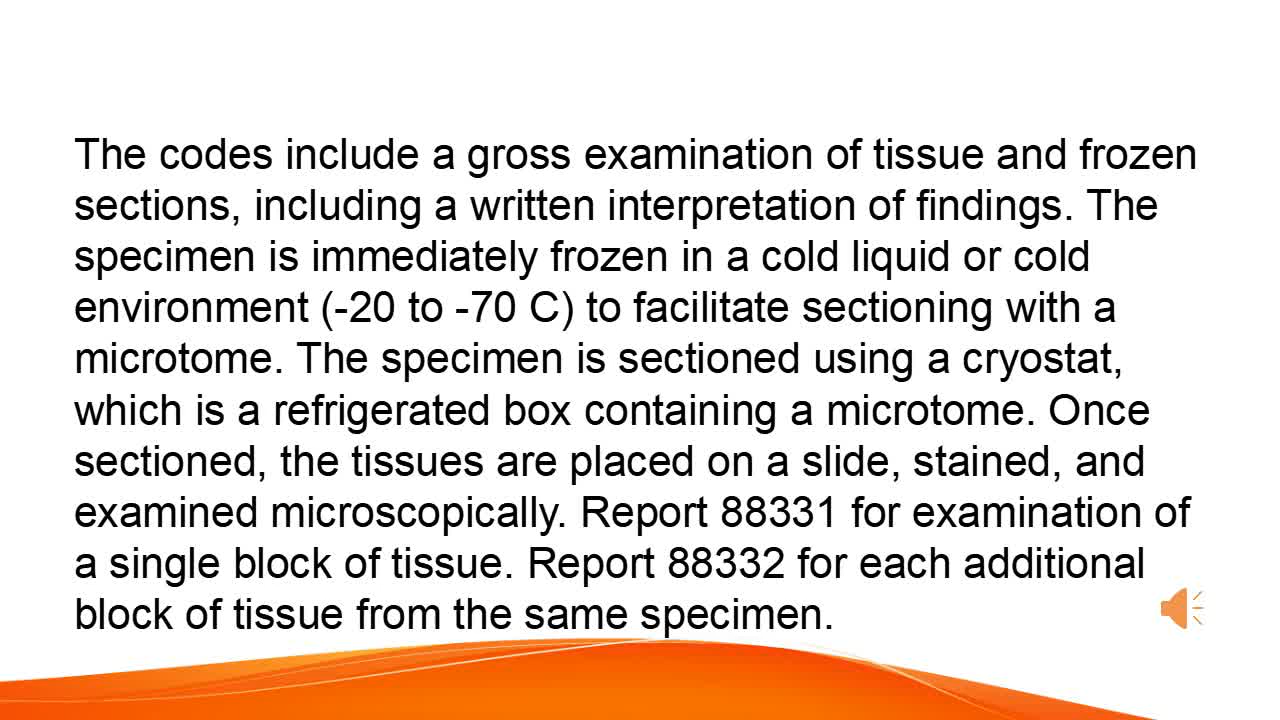 The codes include a gross examination of tissue and frozen
sections, including a written interpretation of findings. The
specimen is immediately frozen in a cold liquid or cold
environment (-20 to -70 C) to facilitate sectioning with a
microtome. The specimen is sectioned using a cryostat,
which is a refrigerated box containing a microtome. Once
sectioned, the tissues are placed on a slide, stained, and
examined microscopically. Report 88331 for examination of
a single block of tissue. Report 88332 for each additional
block of tissue from the same specimen.